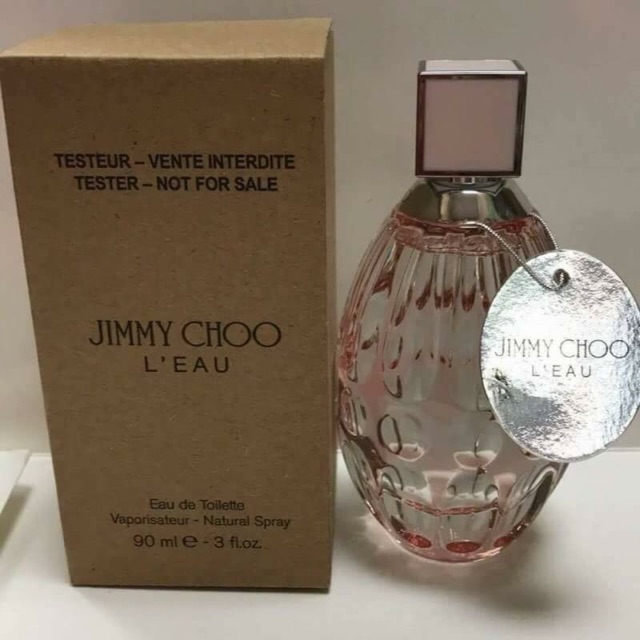 TESTEUR – VENTE INTERDITE
TESTER – NOT FOR SALE
JIMMY CHOO
L'EAU
Eau de Toilette
Vaporisateur - Natural Spray
90 ml ℮ - 3 fl.oz.
JIMMY CHOO
L'EAU